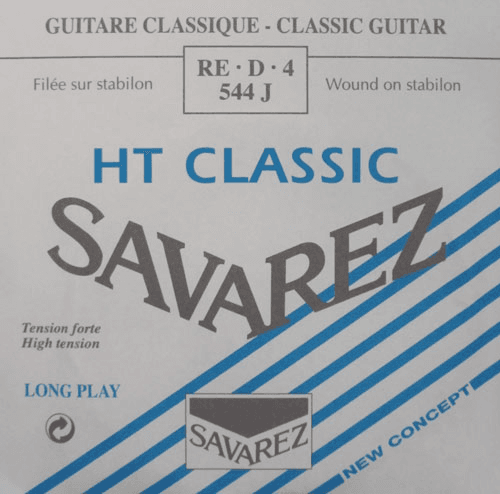 GUITARE CLASSIQUE - CLASSIC GUITAR
Filée sur stabilon
RE · D · 4
544 J
Wound on stabilon
HT CLASSIC
SAVAREZ
Tension forte
High tension
LONG PLAY
SAVAREZ
NEW CONCEPT